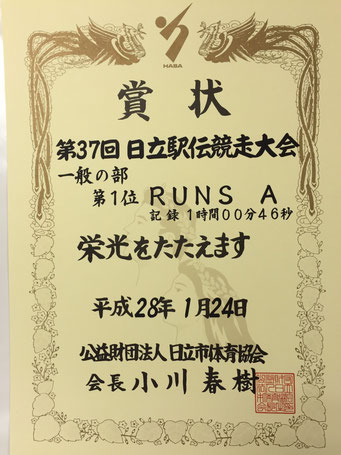 HASA
賞状
第37回 日立駅伝競走大会
一般の部
第1位 RUNS A
記録 1時間00分46秒
栄光をたたえます
平成28年 1月24日
公益財団法人 日立市体育協会
会長 小川春樹